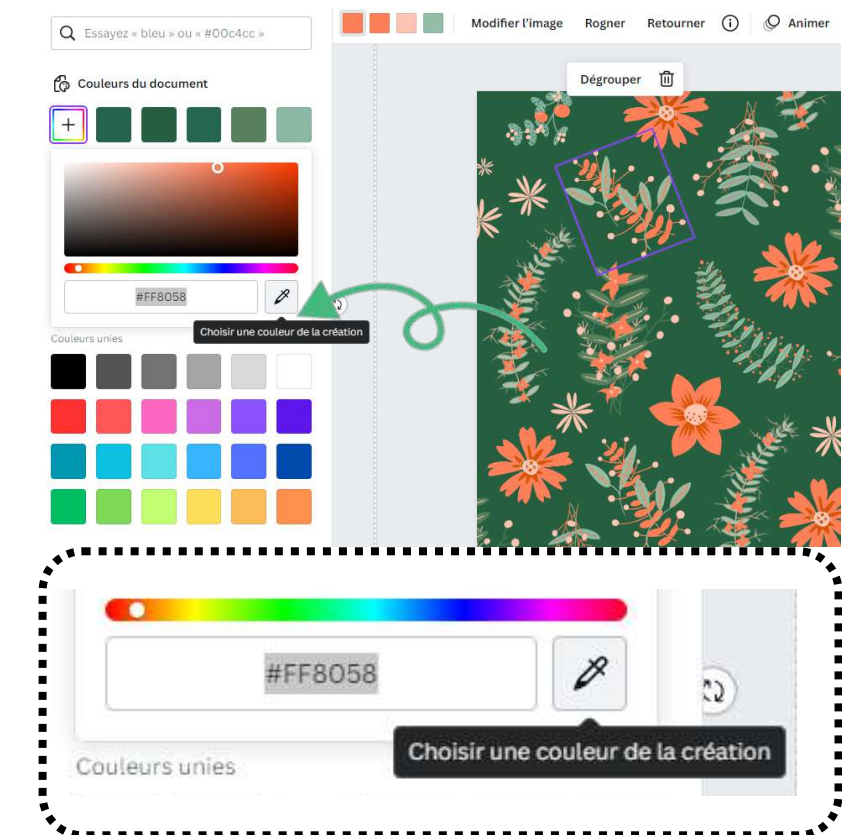 Essayez « bleu » ou « #00c4cc »
Modifier l'image Rogner Retourner Animer
Couleurs du document
Dégrouper
#FF8058
Choisir une couleur de la création
Couleurs unies
#FF8058
Choisir une couleur de la création
Couleurs unies